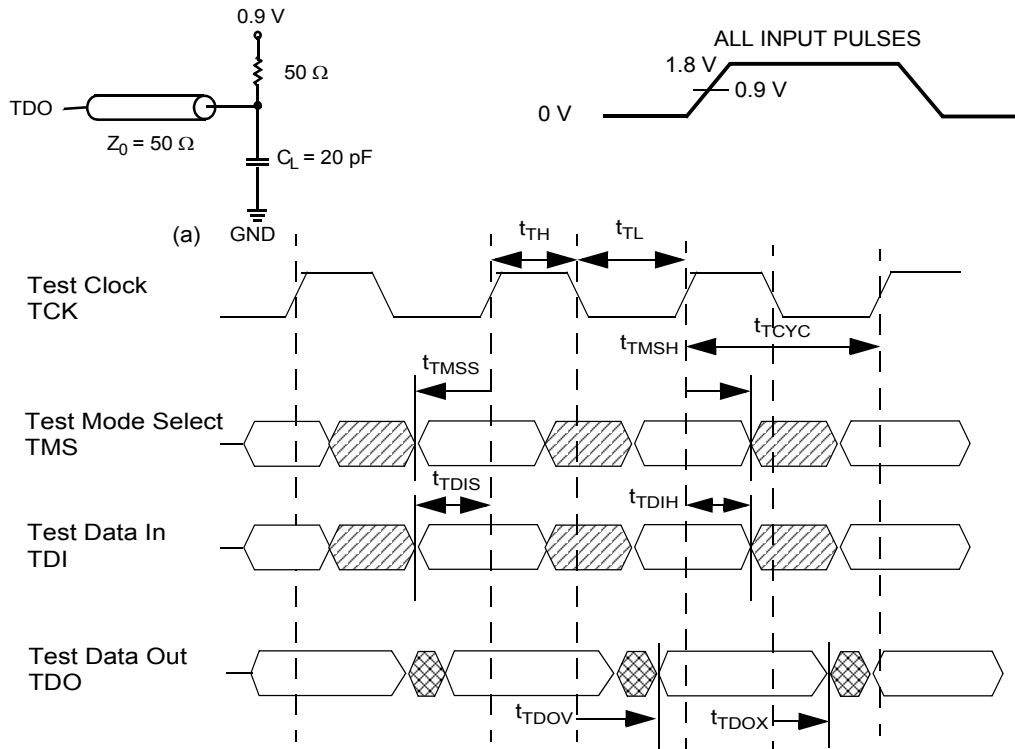 0.9 V
50 Ω
TDO
Z0 = 50 Ω
CL = 20 pF
(a)
GND
ALL INPUT PULSES
1.8 V
0.9 V
0 V
tTH
tTL
Test Clock
TCK
tTCYC
tTMSH
tTMSS
Test Mode Select
TMS
tTDIS
tTDIH
Test Data In
TDI
Test Data Out
TDO
tTDOV
tTDOX